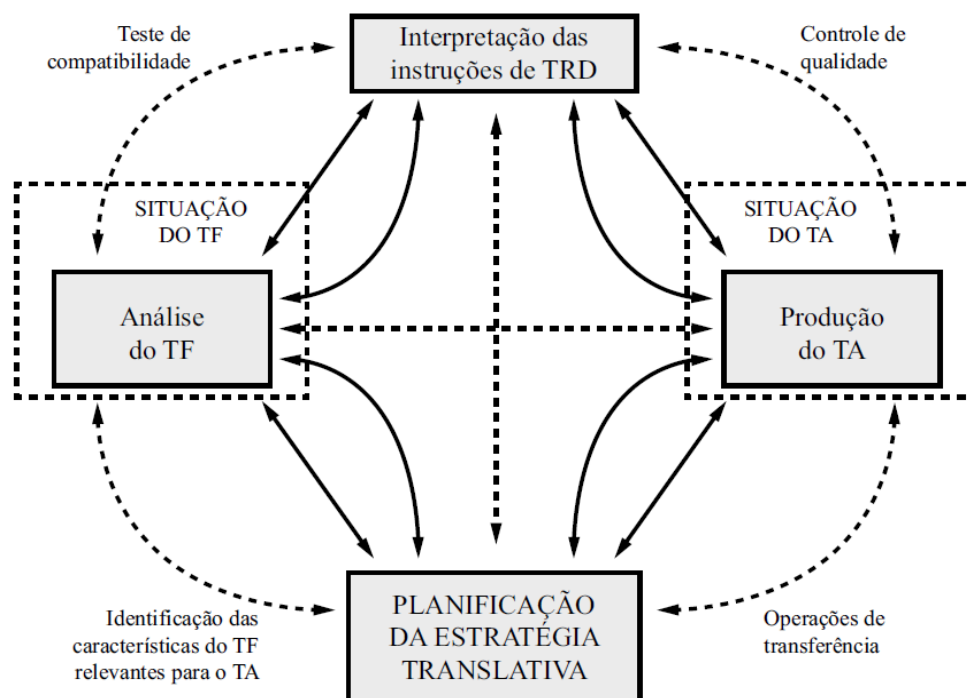 Teste de
compatibilidade
Interpretação das
instruções de TRD
Controle de
qualidade
SITUAÇÃO
DO TF
SITUAÇÃO
DO TA
Análise
do TF
Produção
do TA
Identificação das
características do TF
relevantes para o TA
PLANIFICAÇÃO
DA ESTRATÉGIA
TRANSLATIVA
Operações de
transferência